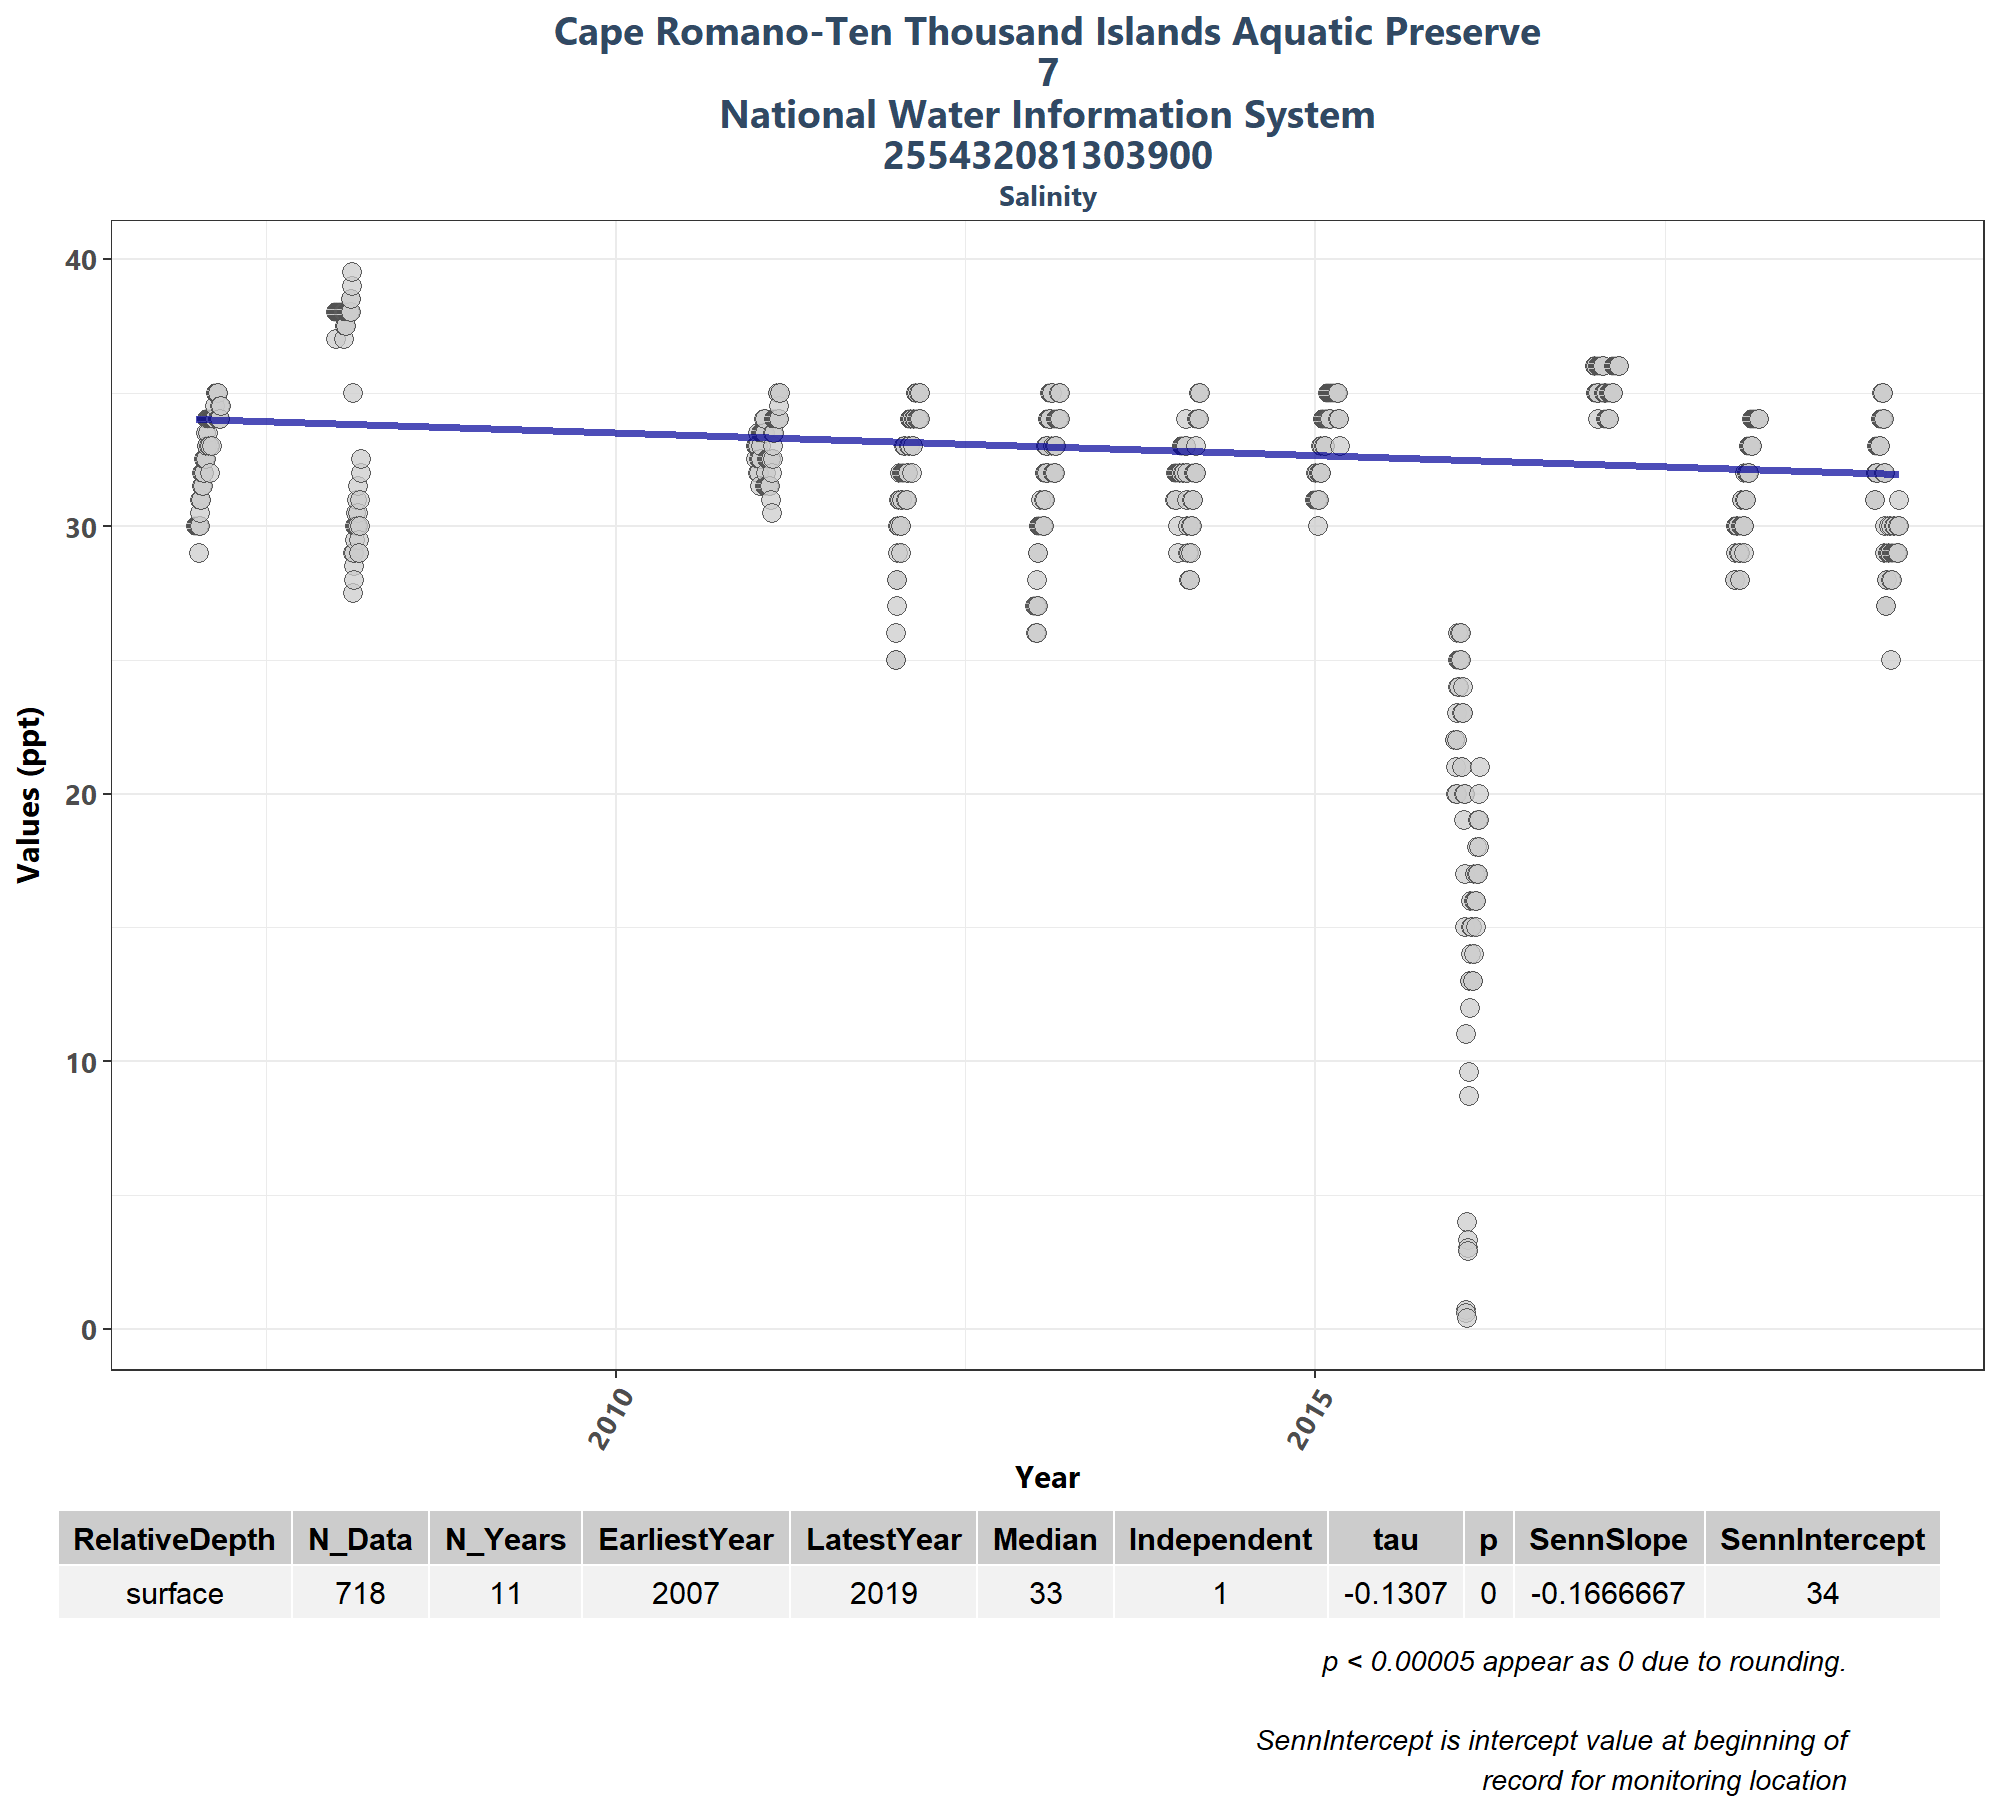 Cape Romano-Ten Thousand Islands Aquatic Preserve
7
National Water Information System
255432081303900
Salinity
40
30
20
10
0
Values (ppt)
2010
2015
Year
RelativeDepth N_Data N_Years EarliestYear LatestYear Median Independent tau p SennSlope SennIntercept
surface 718 11 2007 2019 33 1 -0.1307 0 -0.1666667 34
p < 0.00005 appear as 0 due to rounding.
SennIntercept is intercept value at beginning of
record for monitoring location